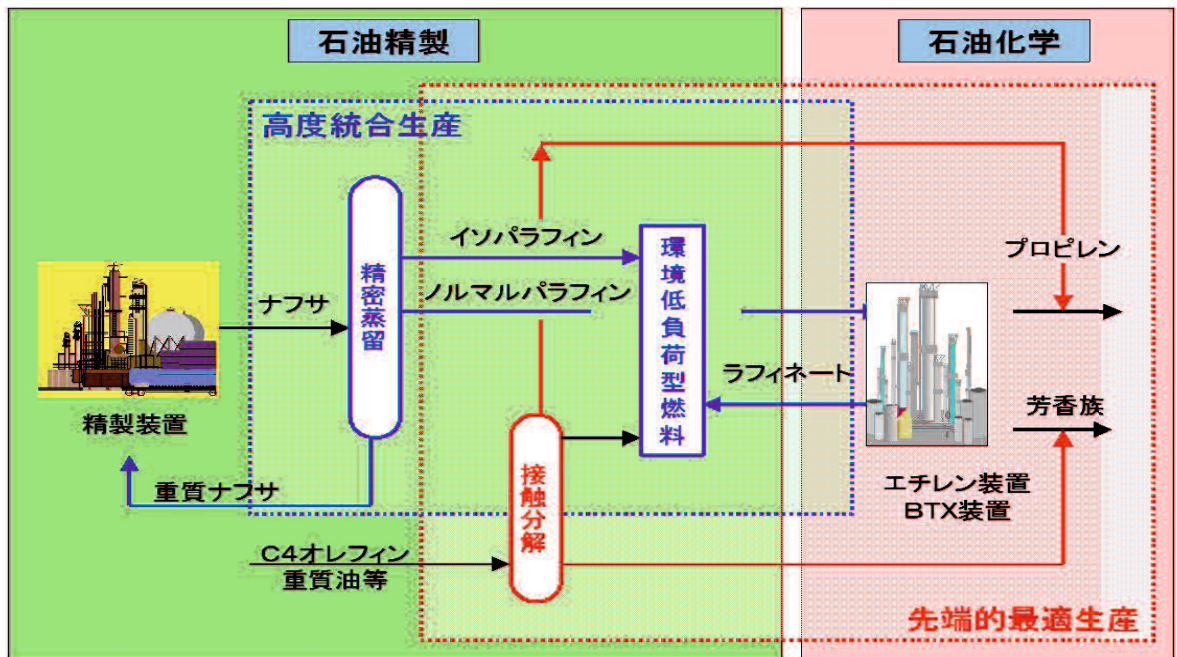 石油精製
石油化学
高度統合生産
イソパラフィン
ノルマルパラフィン
プロピレン
ナフサ
精密蒸留
環境低負荷型燃料
ラフィネート
芳香族
精製装置
重質ナフサ
接触分解
エチレン装置
BTX装置
C4オレフィン
重質油等
先端的最適生産